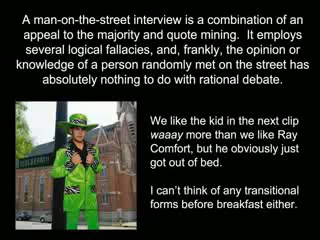 A man-on-the-street interview is a combination of an
appeal to the majority and quote mining.  It employs
several logical fallacies, and, frankly, the opinion or
knowledge of a person randomly met on the street has
absolutely nothing to do with rational debate.
We like the kid in the next clip
waaay more than we like Ray
Comfort, but he obviously just
got out of bed.
I can't think of any transitional
forms before breakfast either.